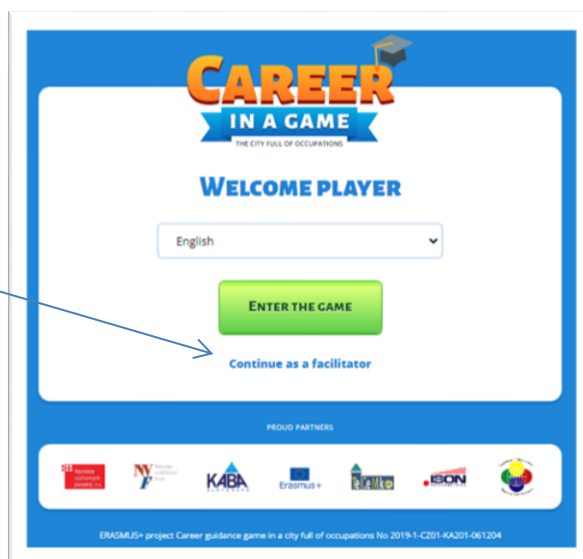 CAREER
IN A GAME
THE CITY FULL OF OCCUPATIONS
WELCOME PLAYER
English
ENTER THE GAME
Continue as a facilitator
PROUD PARTNERS
NVF
KABA
SLOVENSKO
Erasmus+
ISON
ERASMUS+ project Career guidance game in a city full of occupations No 2019-1-CZ01-KA201-061204